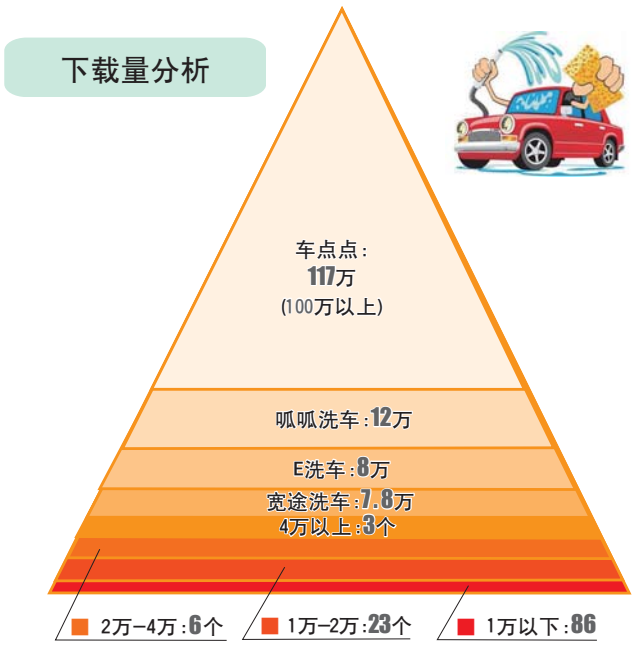 下载量分析
车点点：
117万
(100万以上)
呱呱洗车：12万
E洗车：8万
宽途洗车：7.8万
4万以上：3个
2万—4万：6个
1万—2万：23个
1万以下：86